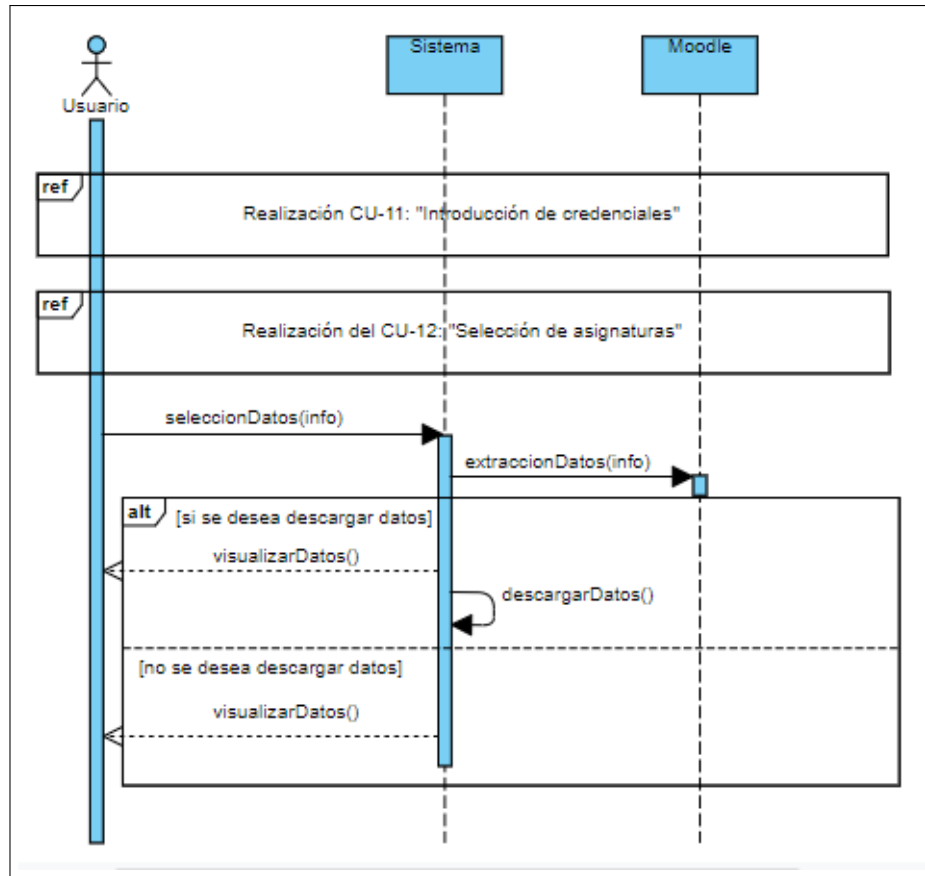 Usuario
Sistema
Moodle
ref
Realización CU-11: "Introducción de credenciales"
ref
Realización del CU-12: "Selección de asignaturas"
seleccionDatos(info)
extraccionDatos(info)
alt
[si se desea descargar datos]
visualizarDatos()
descargarDatos()
[no se desea descargar datos]
visualizarDatos()